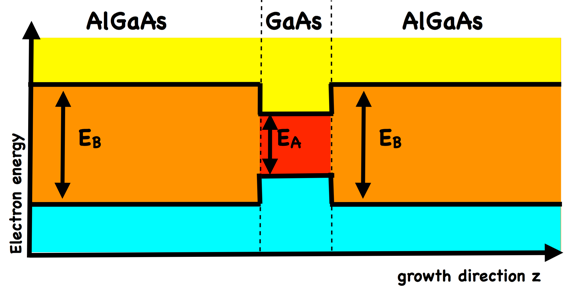 AlGaAs GaAs AlGaAs
E_B E_A E_B
Electron energy
growth direction z